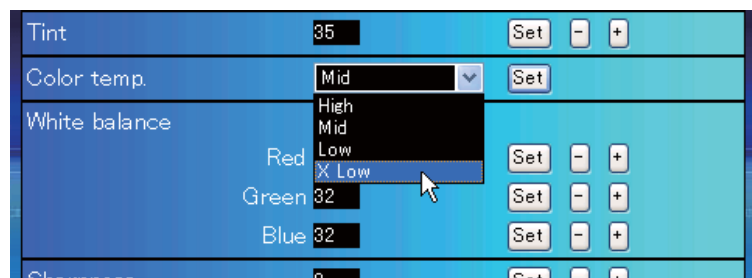 Tint 35 Set - +
Color temp. Mid Set
High
White balance Mid
Low
Red X Low Set - +
Green 32 Set - +
Blue 32 Set - +